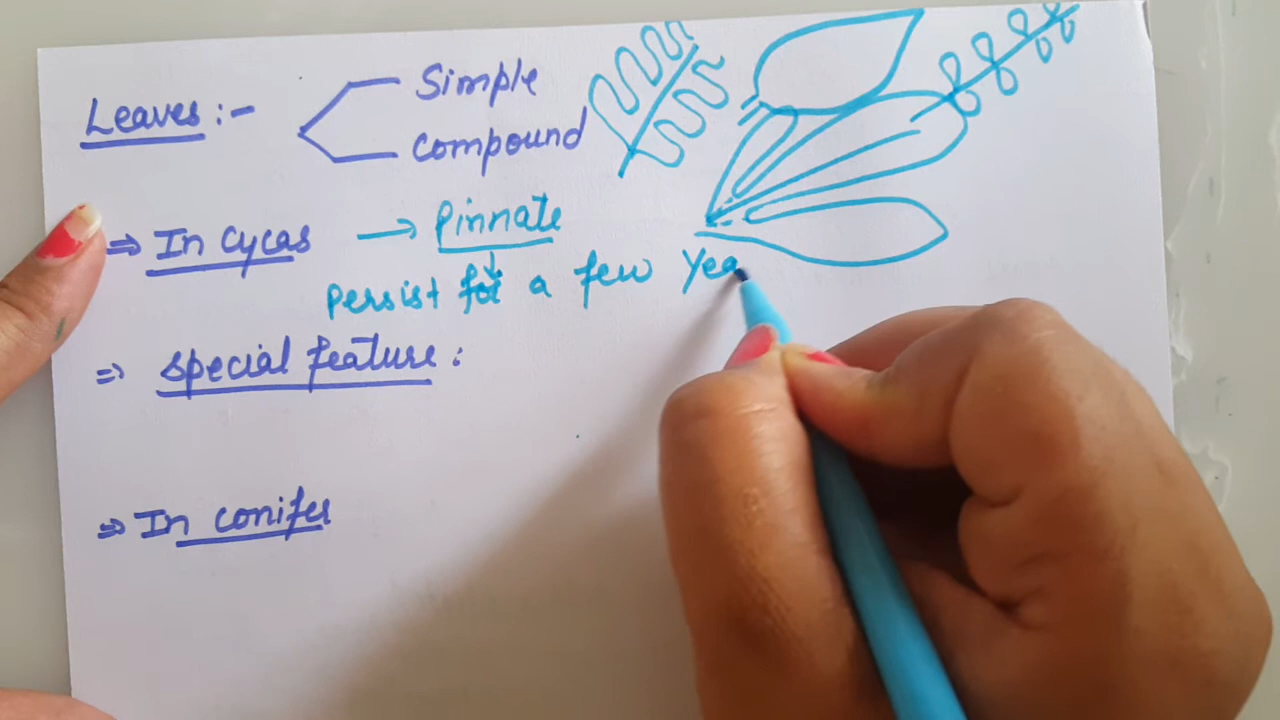 Leaves :- Simple
compound
⇒ In Cycas → Pinnate
Persist for a few Yea
⇒ special feature :
⇒ In conifer